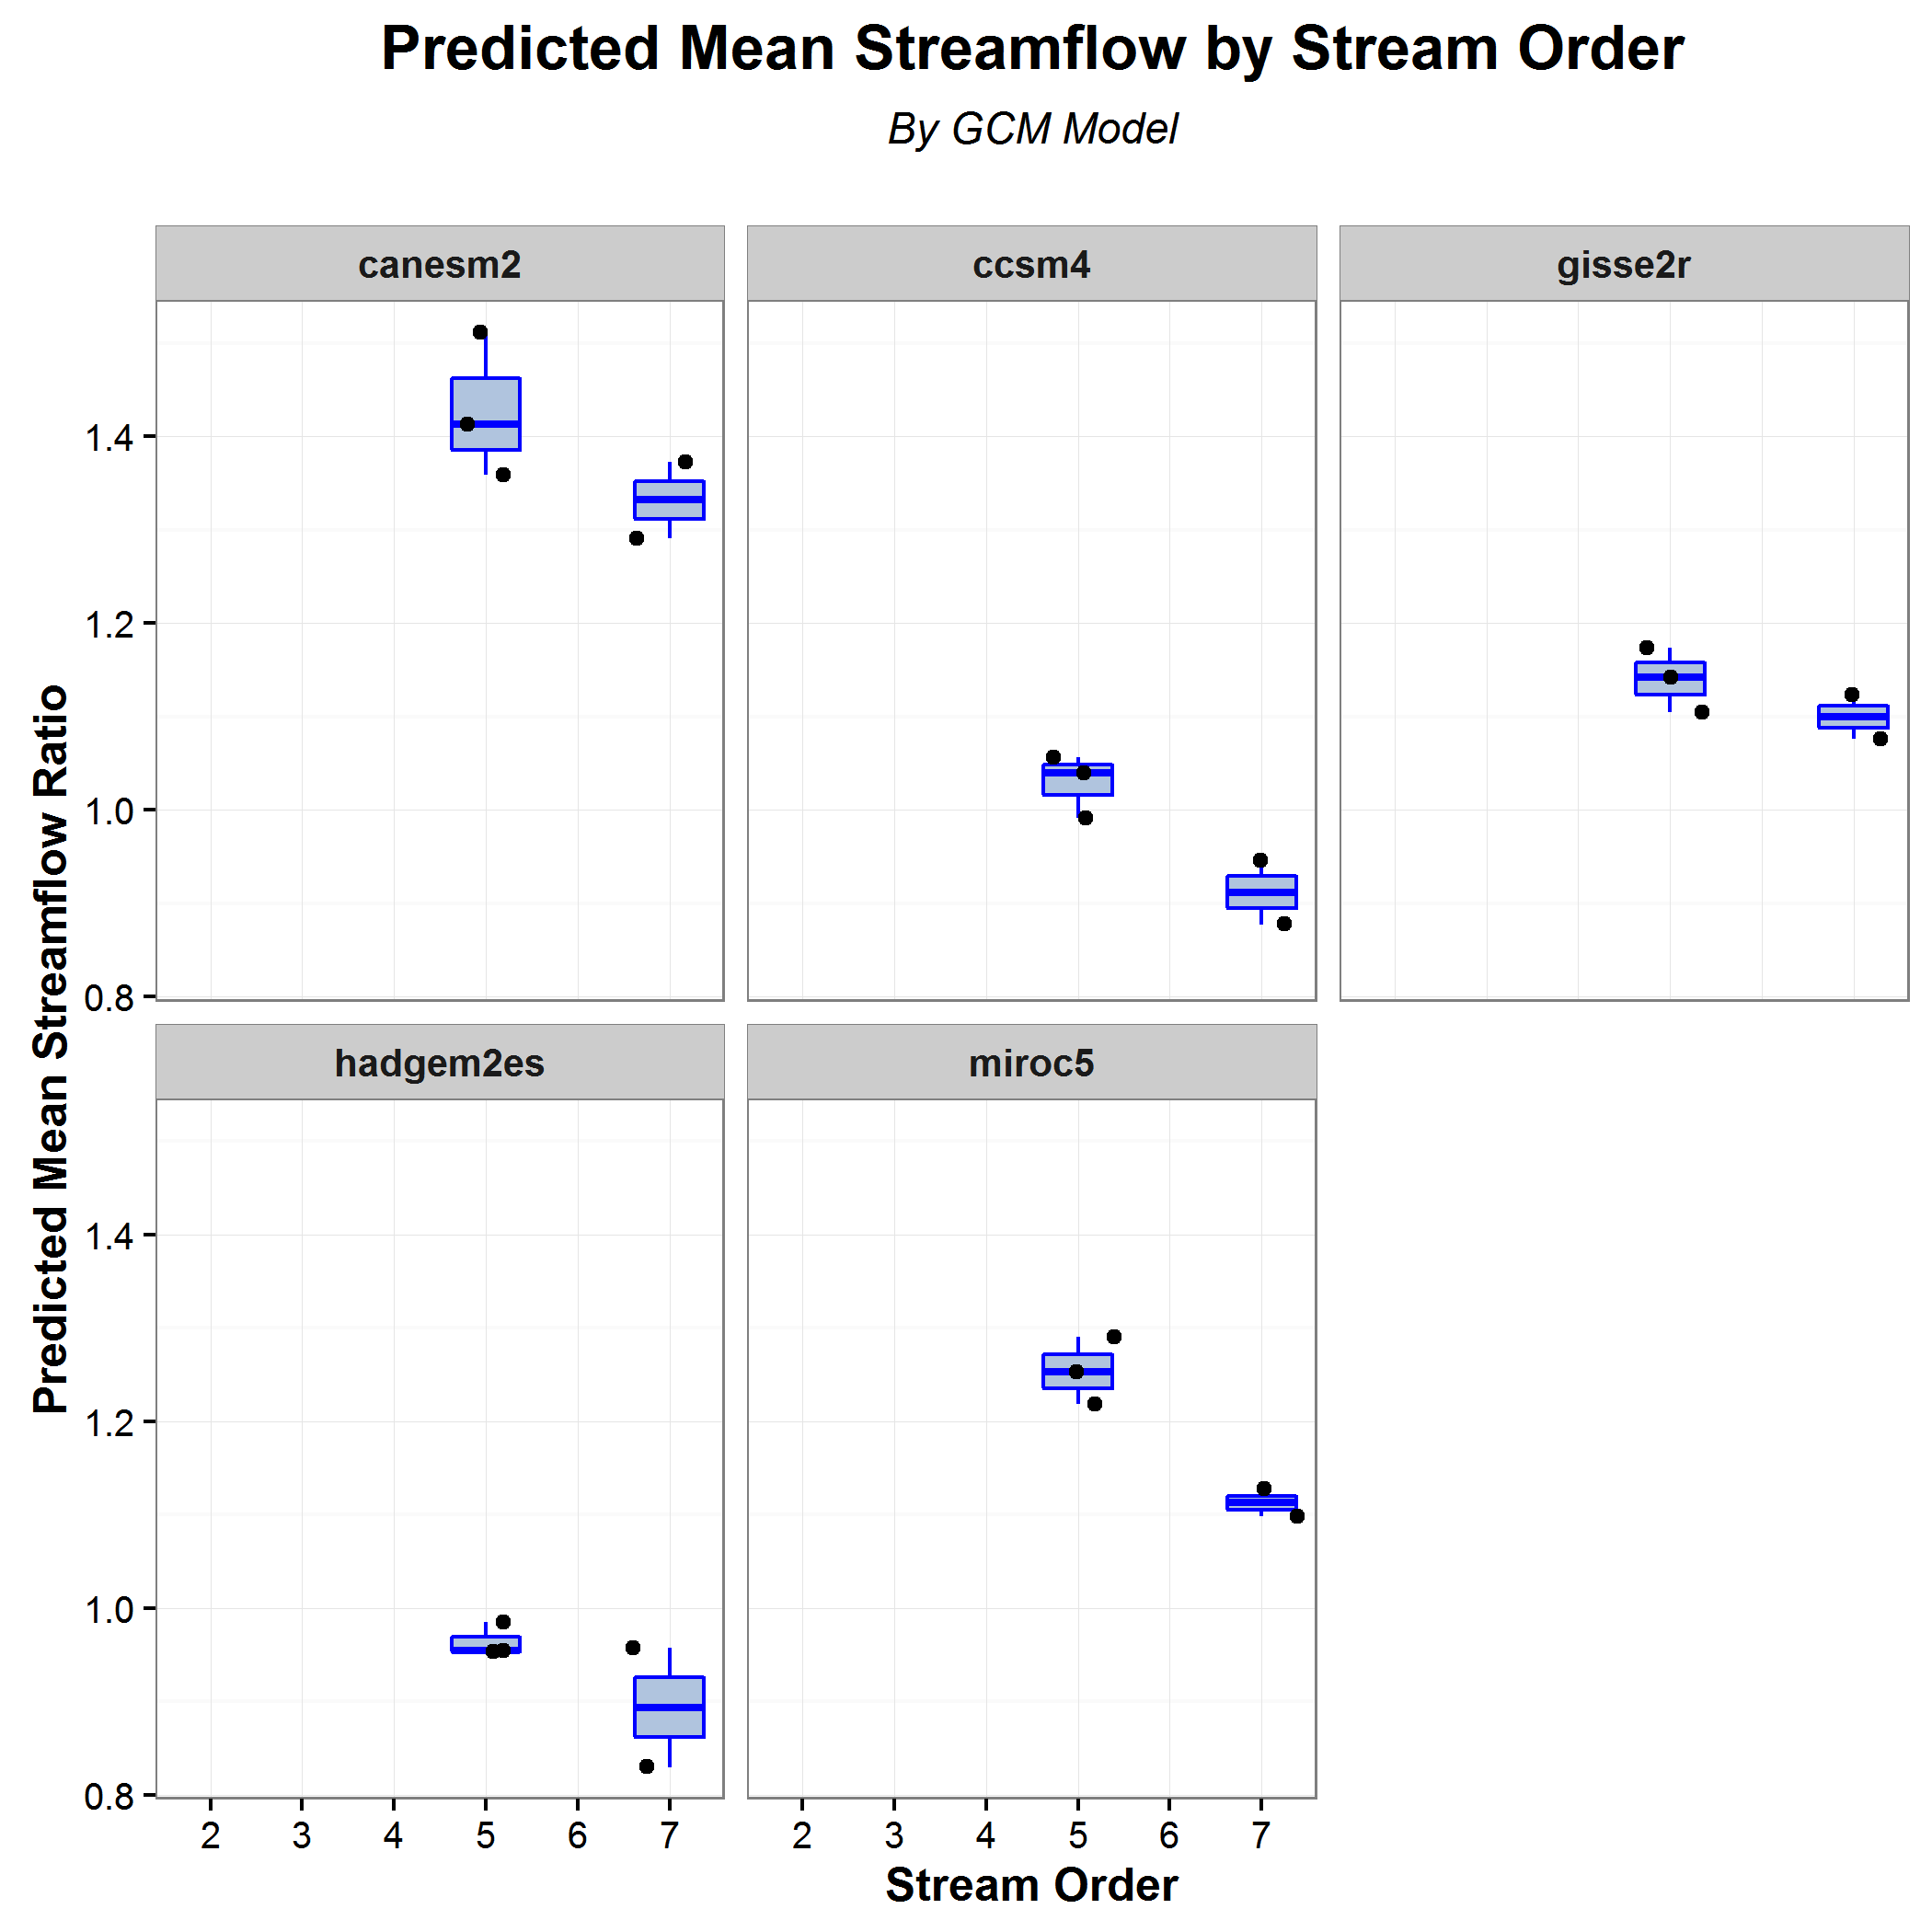 Predicted Mean Streamflow by Stream Order
By GCM Model
canesm2
ccsm4
gisse2r
1.4
1.2
1.0
0.8
Predicted Mean Streamflow Ratio
hadgem2es
miroc5
1.4
1.2
1.0
0.8
2 3 4 5 6 7
2 3 4 5 6 7
Stream Order